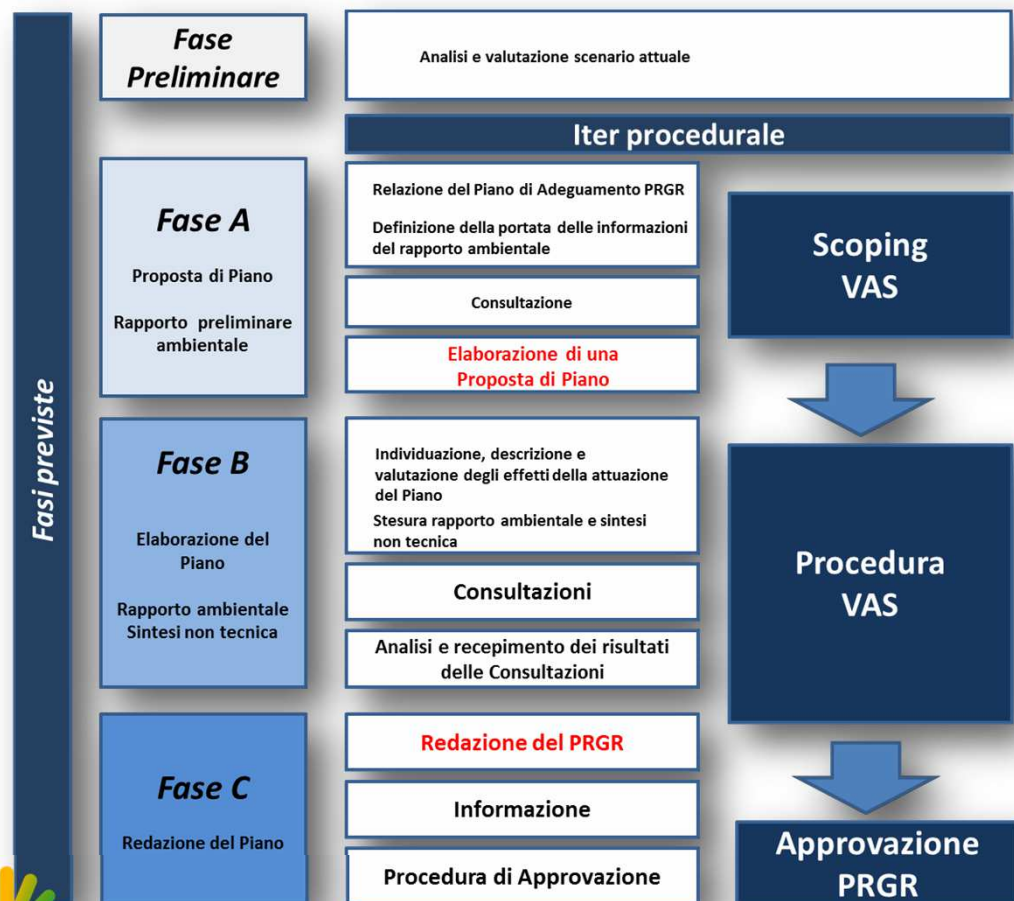 Fasi previste
Fase
Preliminare
Analisi e valutazione scenario attuale
Iter procedurale
Fase A
Proposta di Piano
Rapporto preliminare
ambientale
Relazione del Piano di Adeguamento PRGR
Definizione della portata delle informazioni
del rapporto ambientale
Consultazione
Elaborazione di una
Proposta di Piano
Scoping
VAS
Fase B
Elaborazione del
Piano
Rapporto ambientale
Sintesi non tecnica
Individuazione, descrizione e
valutazione degli effetti della attuazione
del Piano
Stesura rapporto ambientale e sintesi
non tecnica
Consultazioni
Analisi e recepimento dei risultati
delle Consultazioni
Procedura
VAS
Fase C
Redazione del Piano
Redazione del PRGR
Informazione
Procedura di Approvazione
Approvazione
PRGR